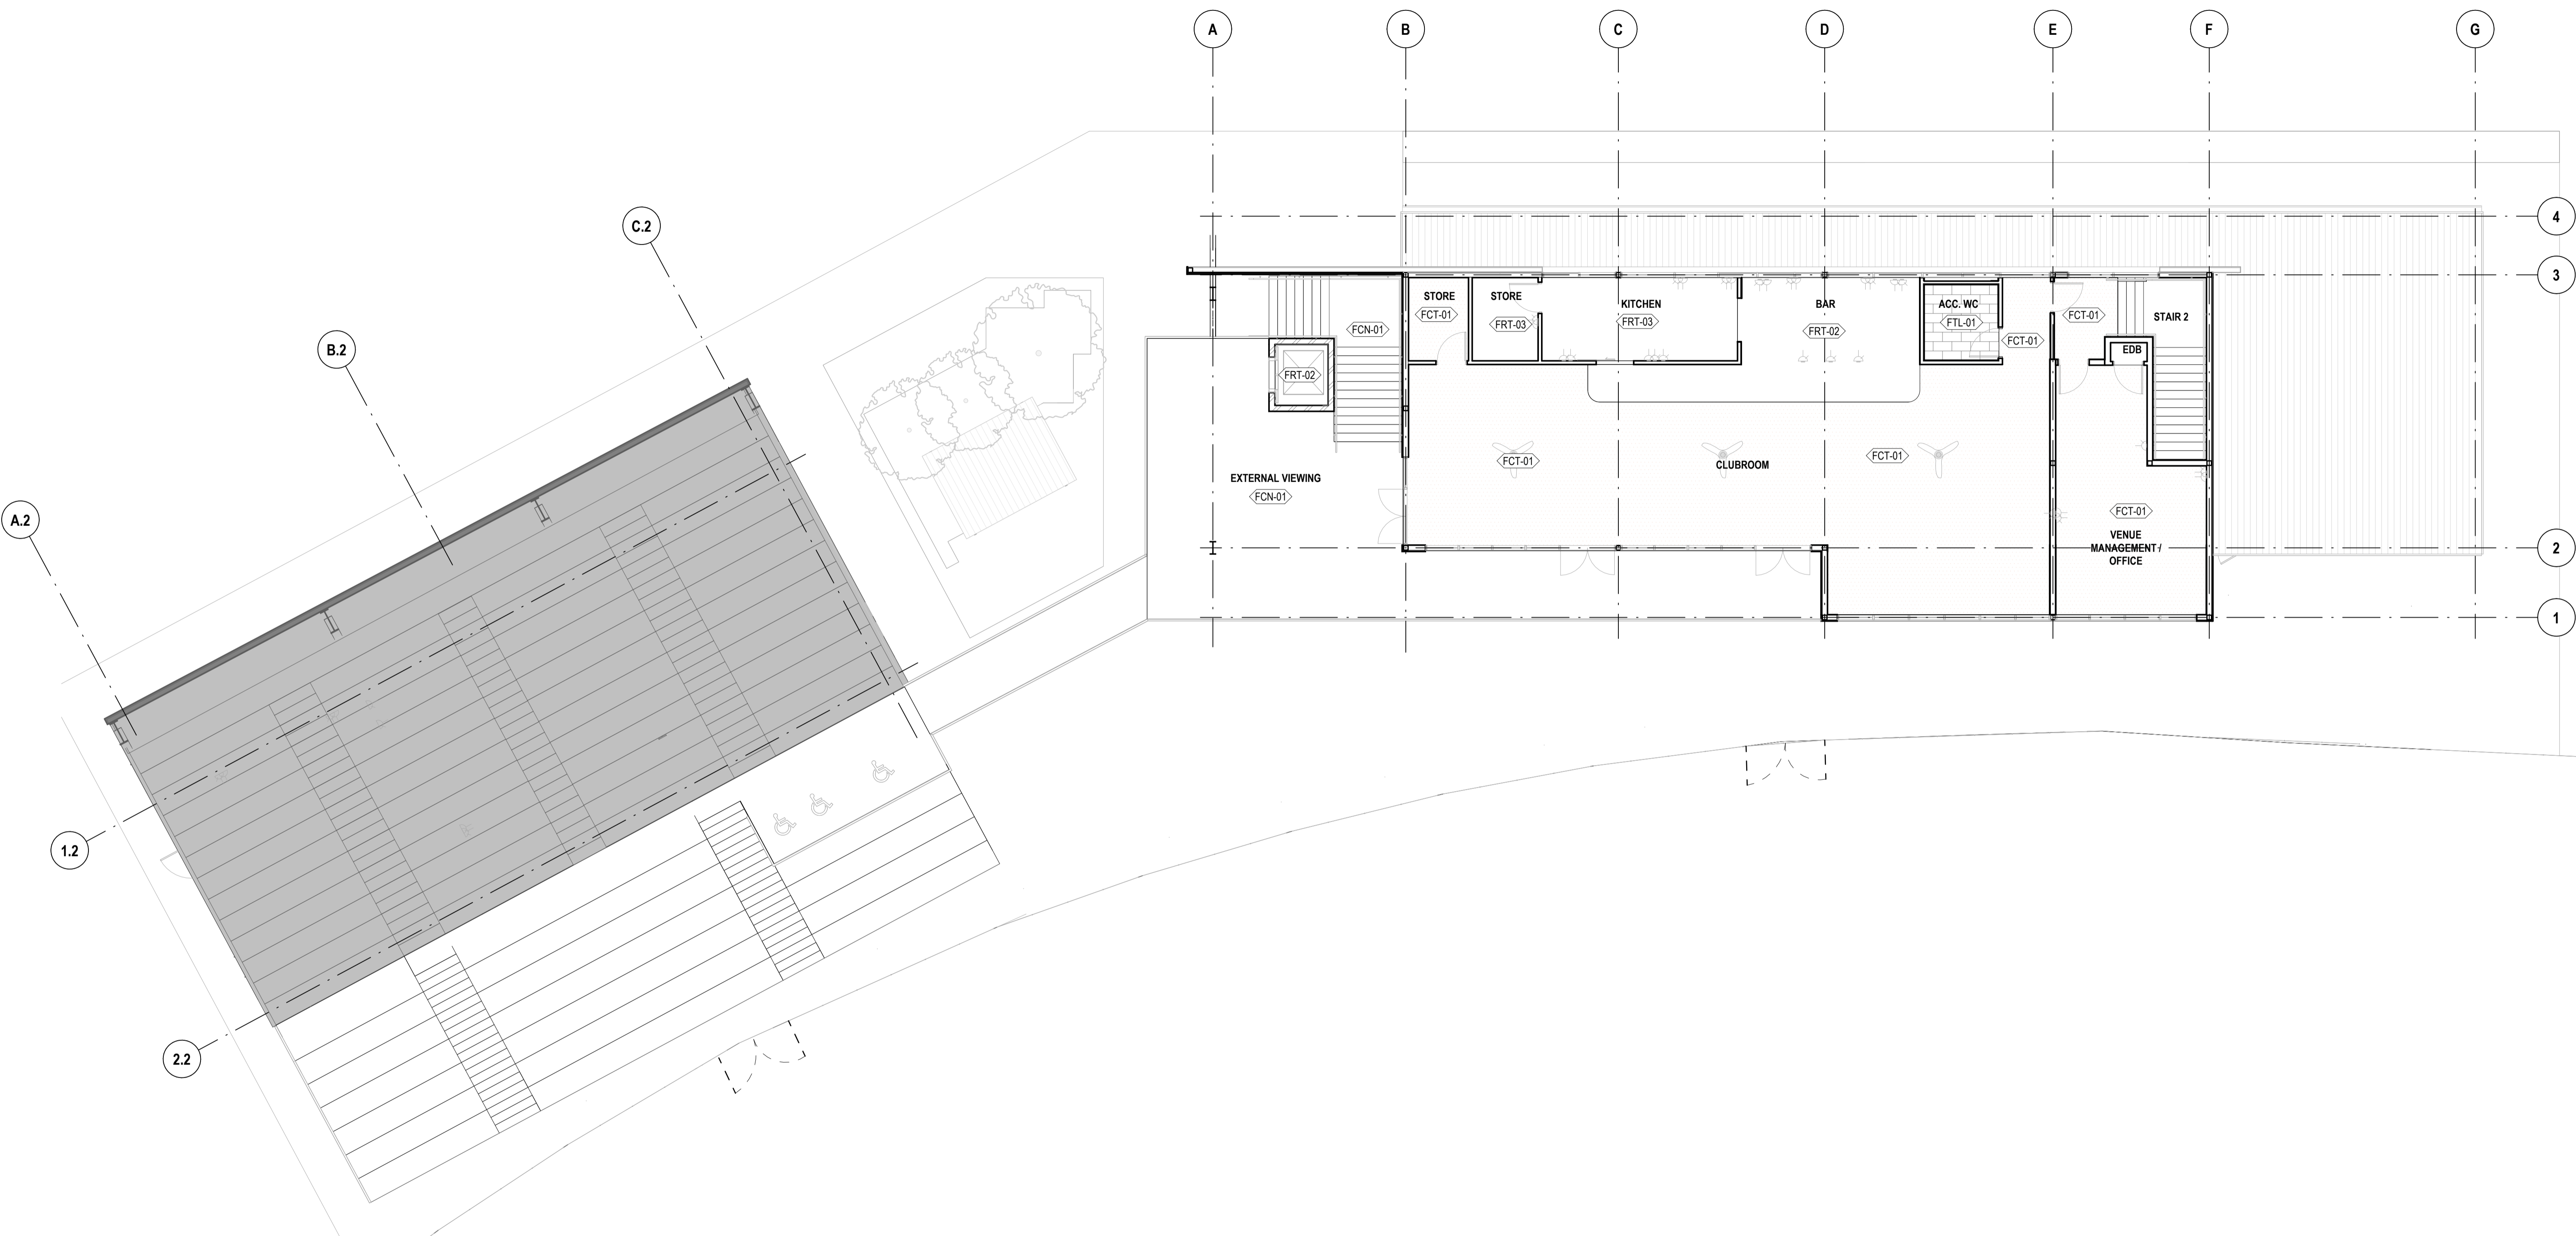 A
B
C
D
E
F
G
C.2
B.2
A.2
1.2
2.2
4
3
2
1
STORE
FCT-01
STORE
FRT-03
KITCHEN
FRT-03
BAR
FRT-02
ACC. WC
FTL-01
FCT-01
FCT-01
STAIR 2
EDB
FCN-01
FRT-02
EXTERNAL VIEWING
FCN-01
FCT-01
CLUBROOM
FCT-01
FCT-01
VENUE
MANAGEMENT /
OFFICE